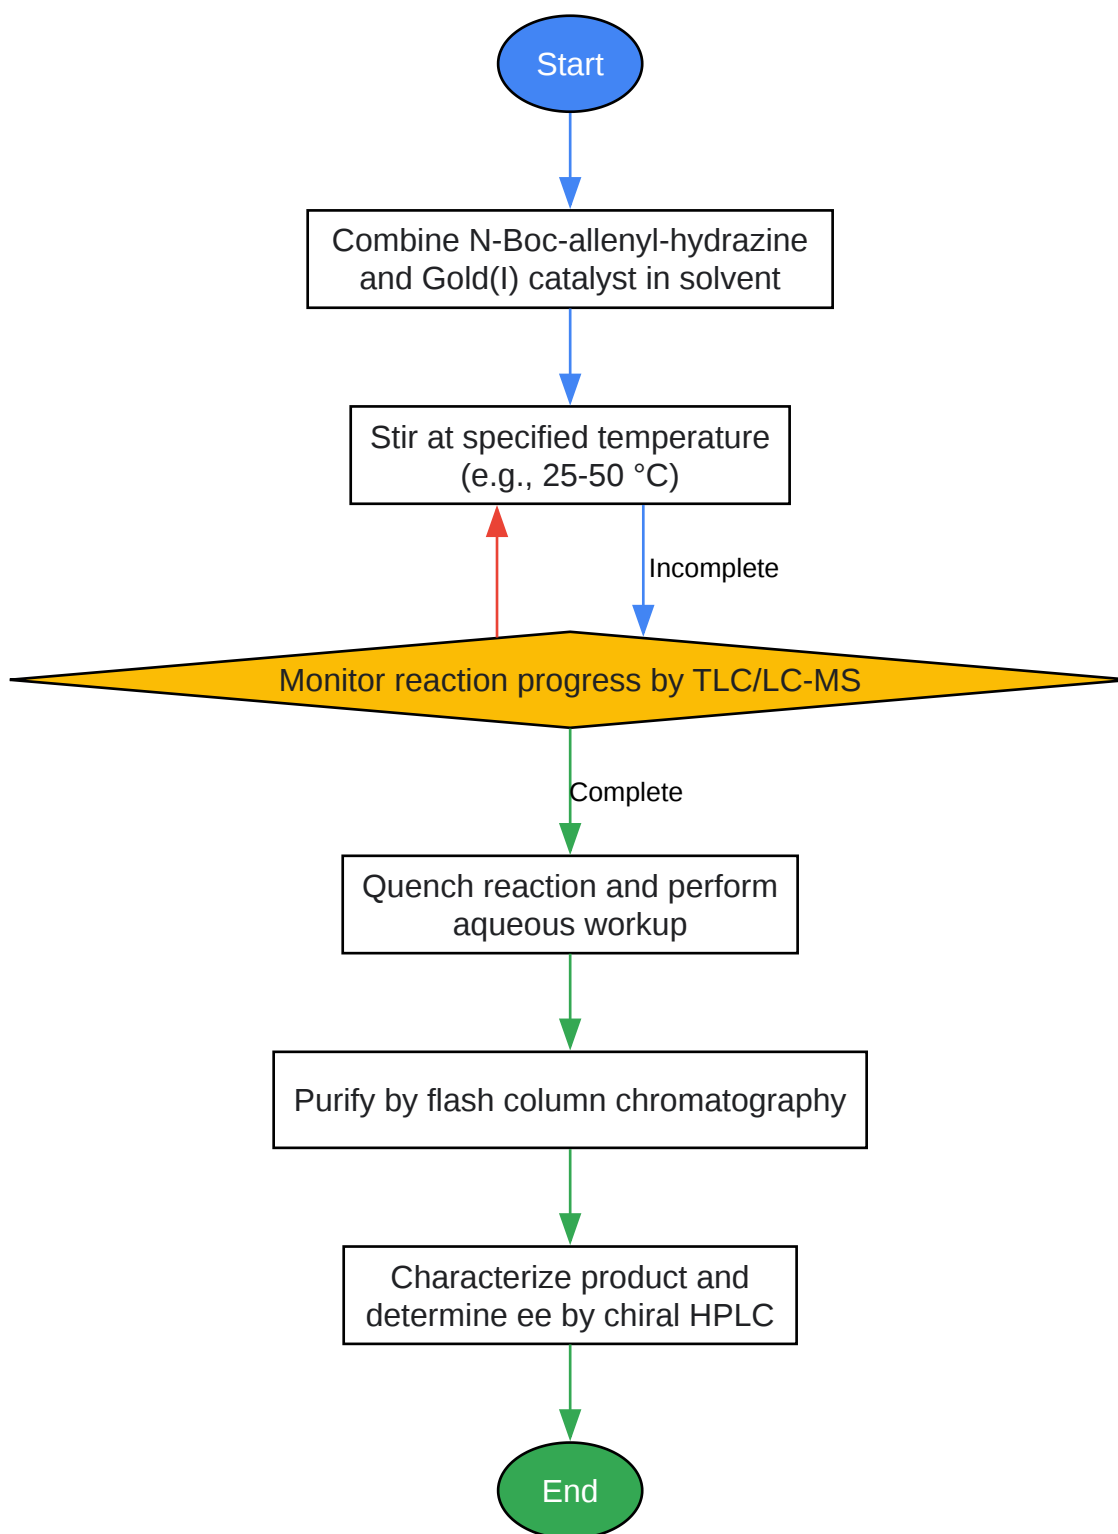 Start
Combine N-Boc-allenyl-hydrazine
and Gold(I) catalyst in solvent
Stir at specified temperature
(e.g., 25-50 °C)
Incomplete
Monitor reaction progress by TLC/LC-MS
Complete
Quench reaction and perform
aqueous workup
Purify by flash column chromatography
Characterize product and
determine ee by chiral HPLC
End